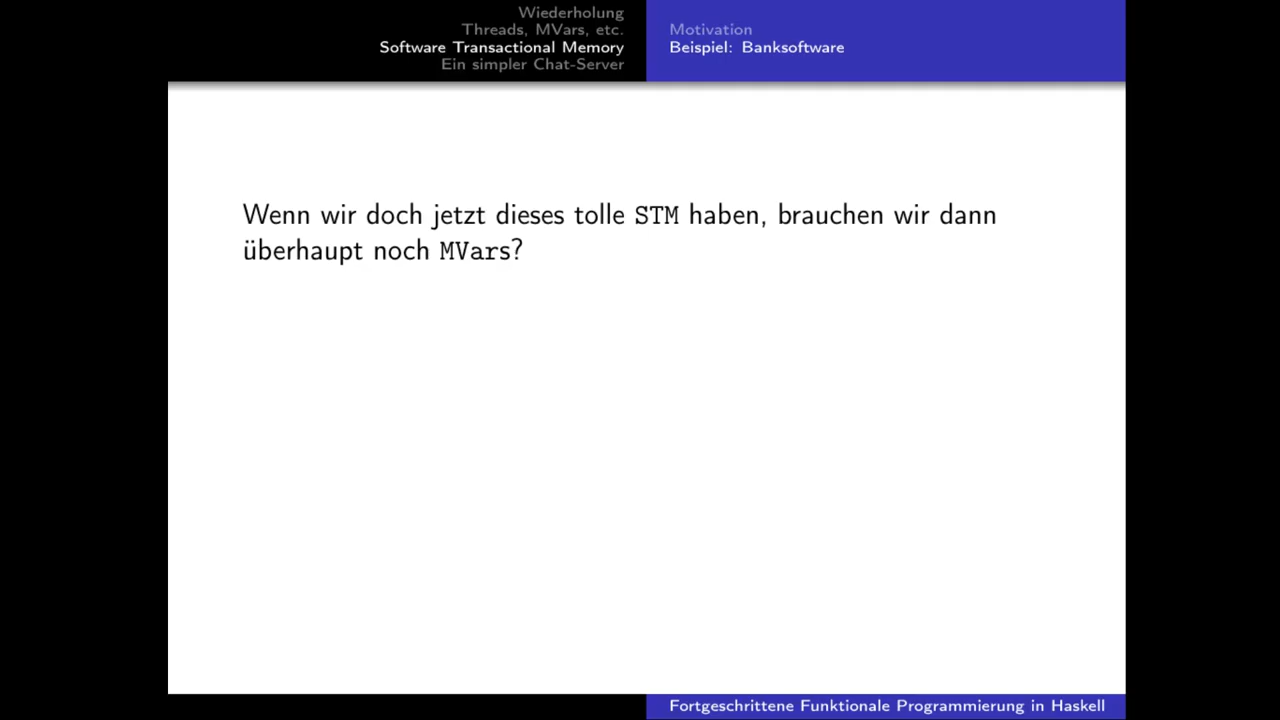 Wiederholung
Threads, MVars, etc.
Software Transactional Memory
Ein simpler Chat-Server
Motivation
Beispiel: Banksoftware
Wenn wir doch jetzt dieses tolle STM haben, brauchen wir dann
überhaupt noch MVars?
Fortgeschrittene Funktionale Programmierung in Haskell